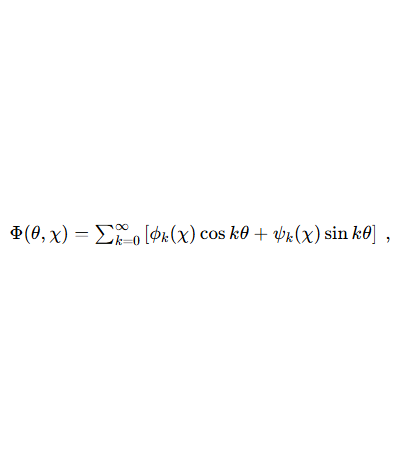 Φ(θ, χ) = ∑_{k=0}^{∞} [ϕ_k(χ) cos kθ + ψ_k(χ) sin kθ] ,